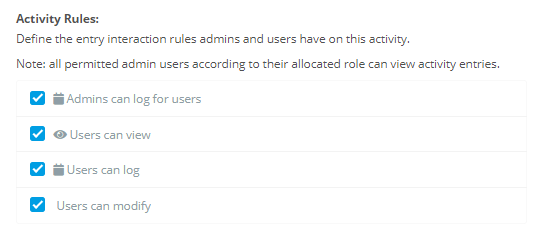 Activity Rules:
Define the entry interaction rules admins and users have on this activity.
Note: all permitted admin users according to their allocated role can view activity entries.
Admins can log for users
Users can view
Users can log
Users can modify